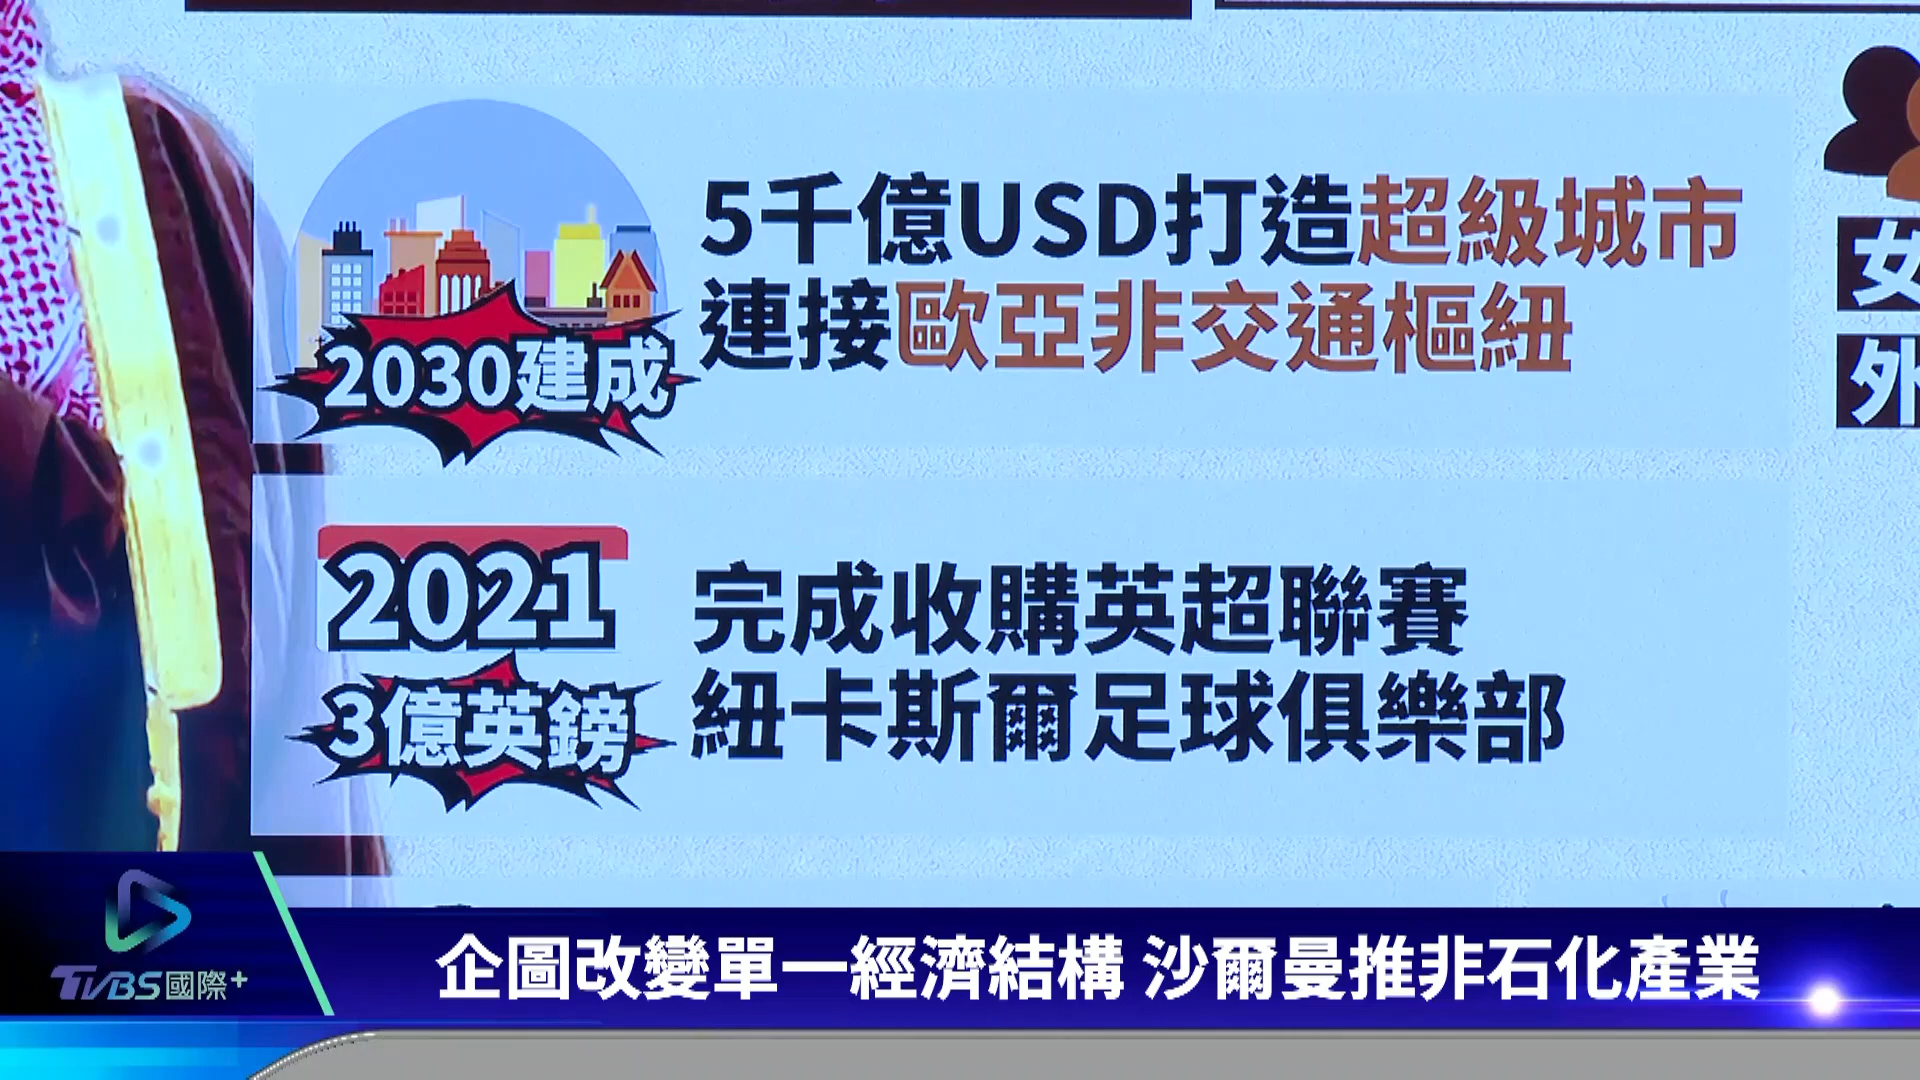 5千億USD打造超級城市
連接歐亞非交通樞紐
2030建成
2021
3億英鎊
完成收購英超聯賽
紐卡斯爾足球俱樂部
女
外
企圖改變單一經濟結構 沙爾曼推非石化產業
TVBS國際+